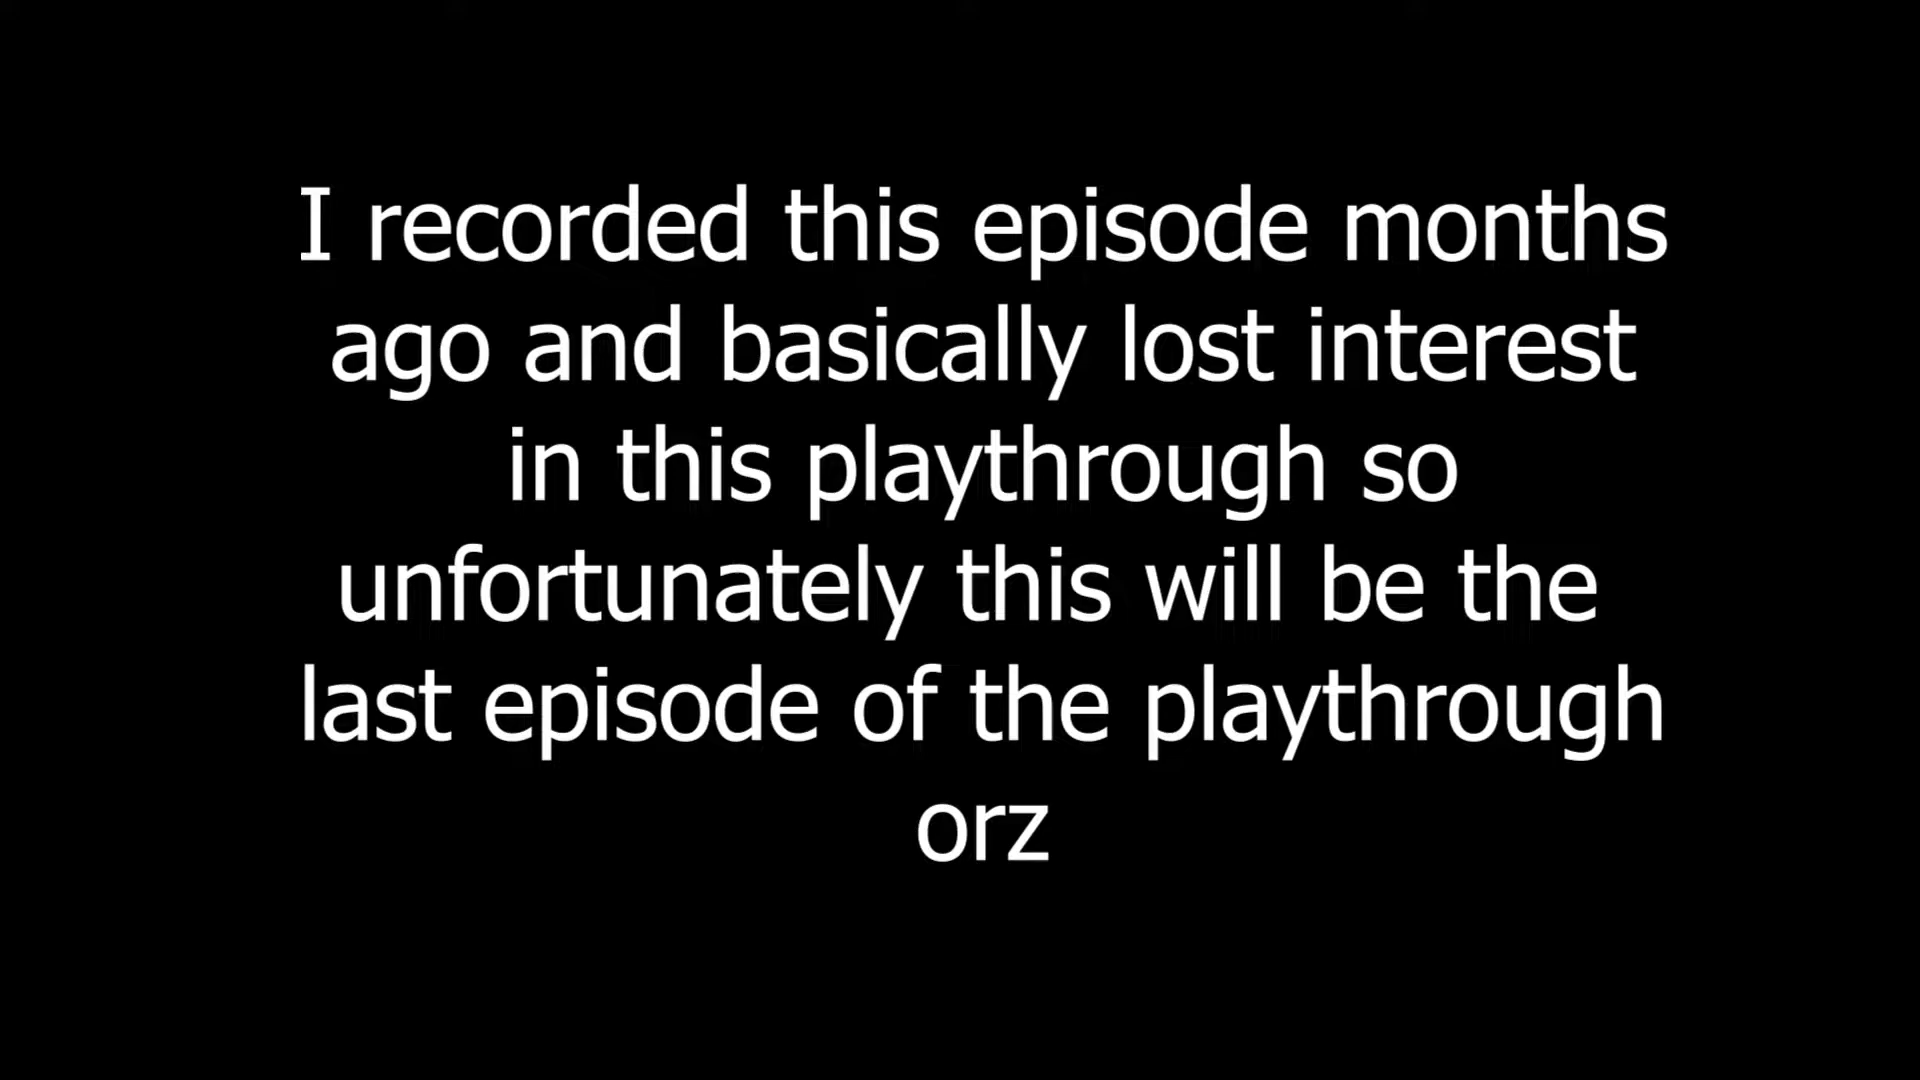 I recorded this episode months
ago and basically lost interest
in this playthrough so
unfortunately this will be the
last episode of the playthrough
orz